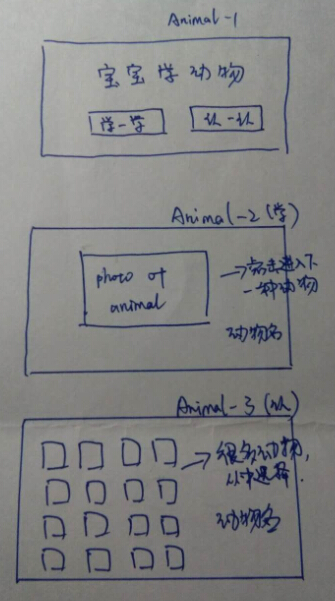 Animal-1
宝宝学动物
学一学
认一认
Animal-2(学)
photo of
animal
→点击进入下
一种动物
动物名
Animal-3(认)
→很多动物,
从中选择.
动物名